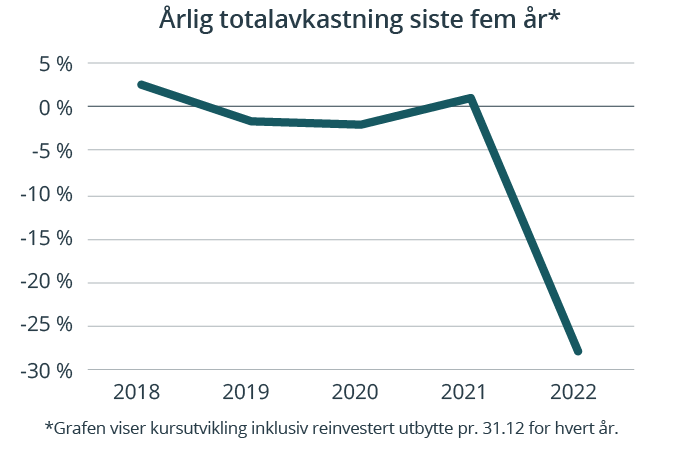 Årlig totalavkastning siste fem år*
5 %
0 %
-5 %
-10 %
-15 %
-20 %
-25 %
-30 %
2018 2019 2020 2021 2022
*Grafen viser kursutvikling inklusiv reinvestert utbytte pr. 31.12 for hvert år.